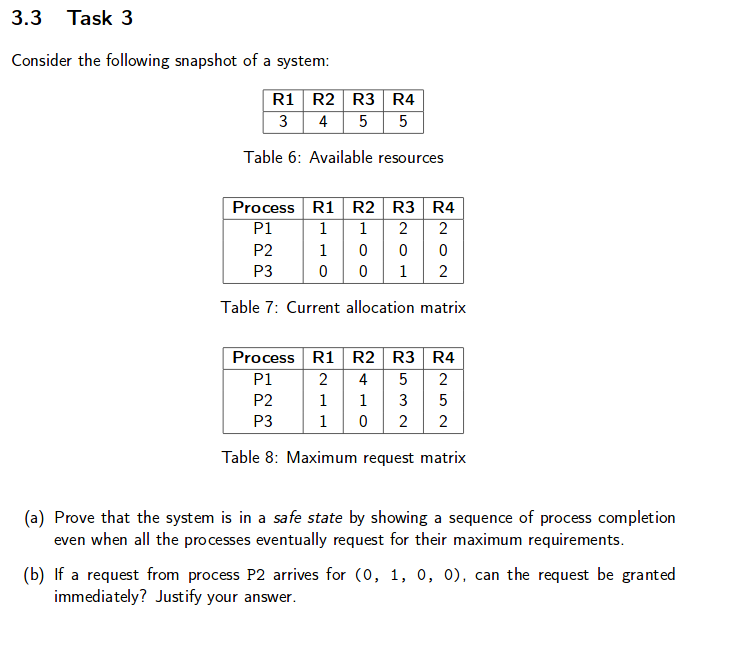 3.3 Task 3
Consider the following snapshot of a system:
R1 R2 R3 R4
3 4 5 5
Table 6: Available resources
Process R1 R2 R3 R4
P1 1 1 2 2
P2 1 0 0 0
P3 0 0 1 2
Table 7: Current allocation matrix
Process R1 R2 R3 R4
P1 2 4 5 2
P2 1 1 3 5
P3 1 0 2 2
Table 8: Maximum request matrix
(a) Prove that the system is in a safe state by showing a sequence of process completion
even when all the processes eventually request for their maximum requirements.
(b) If a request from process P2 arrives for (0, 1, 0, 0), can the request be granted
immediately? Justify your answer.